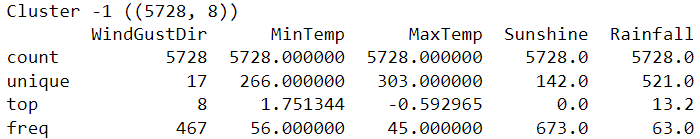 Cluster -1 ((5728, 8))
WindGustDir MinTemp MaxTemp Sunshine Rainfall
count 5728 5728.000000 5728.000000 5728.0 5728.0
unique 17 266.000000 303.000000 142.0 521.0
top 8 1.751344 -0.592965 0.0 13.2
freq 467 56.000000 45.000000 673.0 63.0